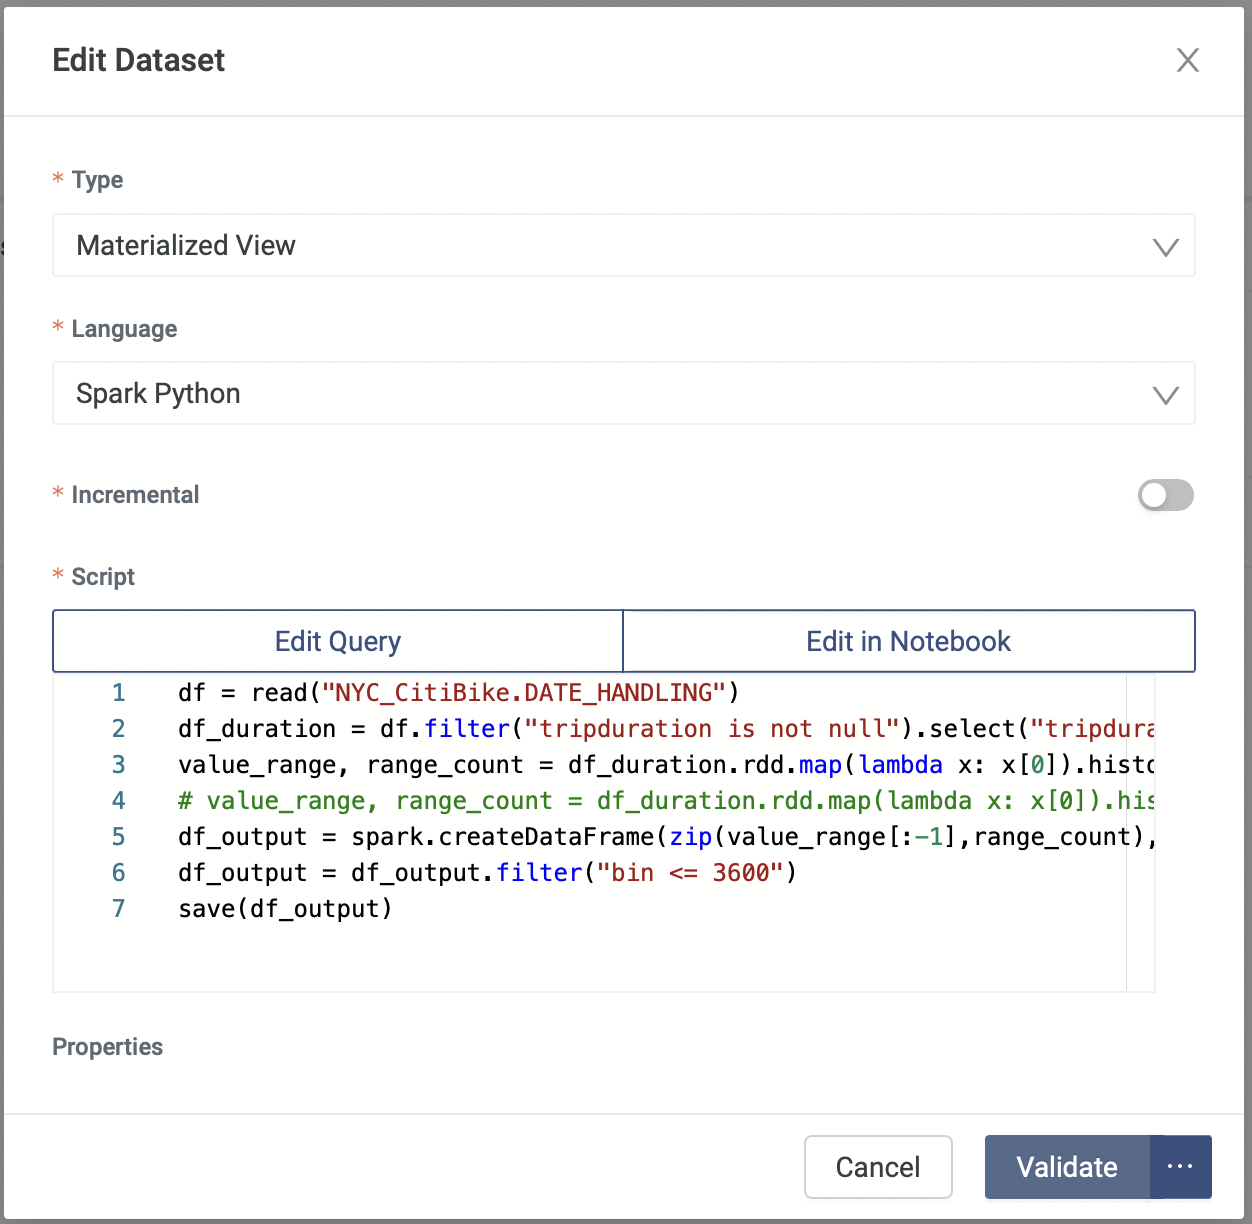 Edit Dataset
* Type
Materialized View
* Language
Spark Python
* Incremental
* Script
Edit Query
Edit in Notebook
1 df = read("NYC_CitiBike.DATE_HANDLING")
2 df_duration = df.filter("tripduration is not null").select("tripdura
3 value_range, range_count = df_duration.rdd.map(lambda x: x[0]).histo
4 # value_range, range_count = df_duration.rdd.map(lambda x: x[0]).his
5 df_output = spark.createDataFrame(zip(value_range[:-1],range_count),
6 df_output = df_output.filter("bin <= 3600")
7 save(df_output)
Properties
Cancel
Validate ...